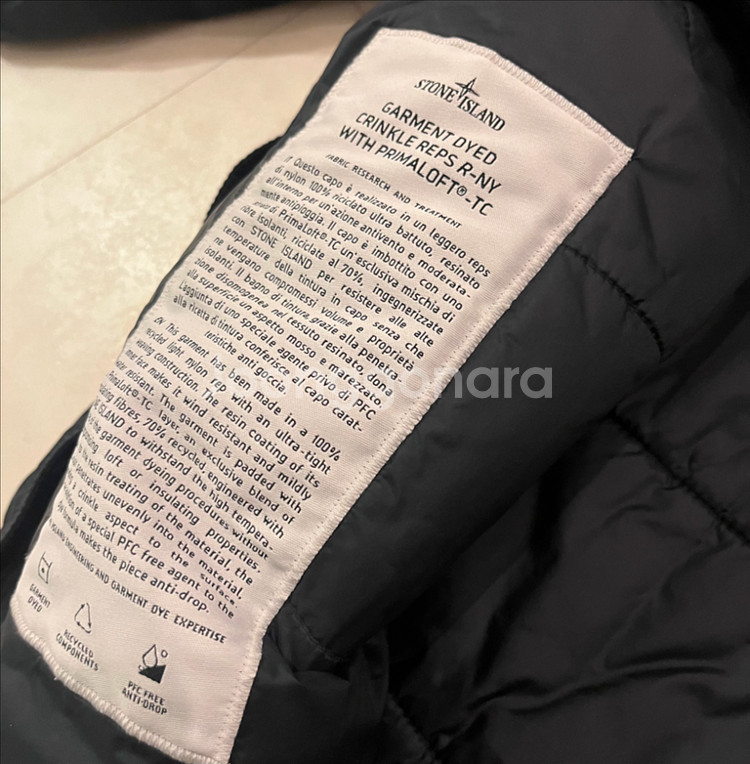 STONE ISLAND
GARMENT DYED
CRINKLE REPS R-NY
WITH PRIMALOFT®-TC
FABRIC RESEARCH AND TREATMENT
IT Questo capo è realizzato in un leggero reps
di nylon 100% riciclato ultra battuto, resinato
all'interno per un'azione antivento e moderata-
mente antipioggia. Il capo è imbottito con uno
di PrimaLoft®-TC un'esclusiva mischia di
fibre isolanti, riciclate al 70%, ingegnerizzate
con STONE ISLAND per resistere alle alte
temperature della tintura in capo senza che
ne vengano compromessi volume e proprietà
isolanti. Il bagno di tintura grazie alla penetra-
zione disomogenea nel tessuto resinato, dona
alla superficie un aspetto mosso e marezzato.
L'aggiunta di uno speciale agente privo di PFC
alla ricetta di tintura conferisce al capo carat-
teristiche anti goccia.
EN This garment has been made in a 100%
recycled light nylon rep with an ultra-tight
weaving construction. The resin coating of its
inner face makes it wind resistant and mildly
water resistant. The garment is padded with
PrimaLoft®-TC layer, an exclusive blend of
fibres, 70% recycled, engineered with
STONE ISLAND to withstand the high tempera-
garment dyeing procedures without
loft or insulating properties.
resin treating of the material, the
penetrates unevenly into the material,
a crinkle aspect to the surface.
of a special PFC free agent to the
formula makes the piece anti-drop.
ISLAND ENGINEERING AND GARMENT DYE EXPERTISE
GARMENT
DYED
RECYCLED
COMPONENTS
PFC FREE
ANTI-DROP